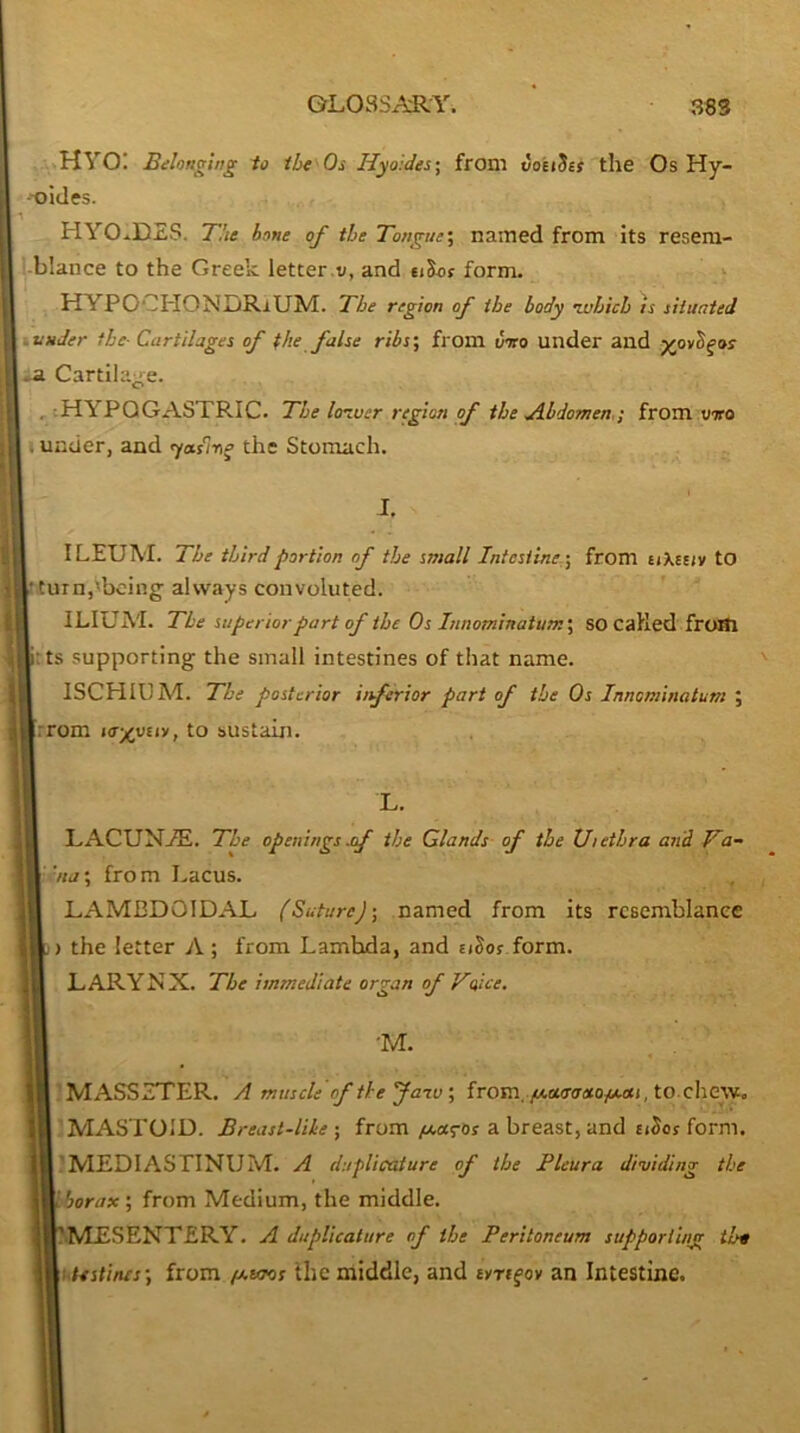 GLOSSARY. 383
HYO: Belonging to the Os Hyoides; from ὑοειδες the Os Hy-
oides.
HYOIDES. The bone of the Tongue; named from its resem-
blance to the Greek letter υ, and ειδος form.
HYPOCHONDRIUM. The region of the body which is situated
under the Cartilages of the false ribs; from ὑπο under and χονδρος
a Cartilage.
HYPOGASTRIC. The lower region of the Abdomen; from υπο
under, and γαστηρ the Stomach.
I.
ILEUM. The third portion of the small Intestine; from ειλεειν to
turn, being always convoluted.
ILIUM. The superior part of the Os Innominatum; so called from
its supporting the small intestines of that name.
ISCHIUM. The posterior inferior part of the Os Innominatum;
from ισχυειν, to sustain.
L.
LACUNÆ. The openings of the Glands of the Urethra and Va-
na; from Lacus.
LAMBDOIDAL (Suture); named from its resemblance
the letter Λ; from Lambda, and ειδος form.
LARYNX. The immediate organ of Voice.
M.
MASSETER. A muscle of the Jaw; from μασσαομαι, to chew.
MASTOID. Breast-like; from μαςος a breast, and ειδος form.
MEDIASTINUM. A duplicature of the Pleura dividing the
horax; from Medium, the middle.
MESENTERY. A duplicature of the Peritoneum supporting the
testines; from μεσος the middle, and εντερον an Intestine.